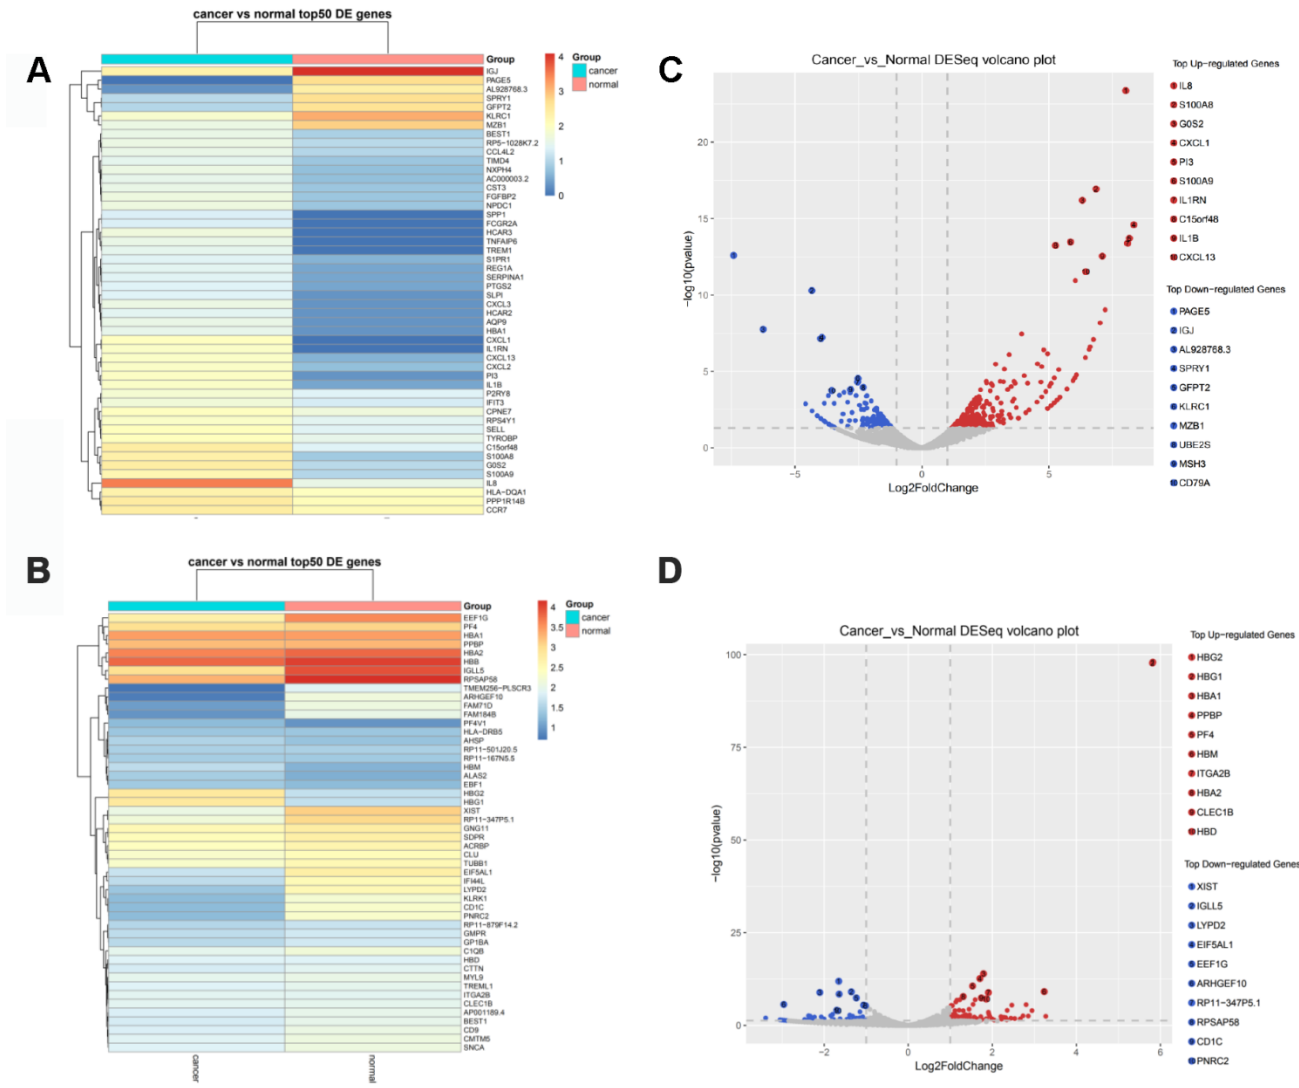 A
cancer vs normal top50 DE genes
Group
IGJ
PAGE5
AL928768.3
SPRY1
GFPT2
KLRC1
MZB1
BEST1
RP5-1028K7.2
CCL4L2
TIMD4
NXPH4
AC000003.2
CST3
FGFBP2
NPDC1
SPP1
FCGR2A
HCAR3
TNFAIP6
TREM1
S1PR1
REG1A
SERPINA1
PTGS2
SLPI
CXCL3
HCAR2
AQP9
HBA1
CXCL1
IL1RN
CXCL13
CXCL2
PI3
IL1B
P2RY8
IFIT3
CPNE7
RPS4Y1
SELL
TYROBP
C15orf48
S100A8
G0S2
S100A9
IL8
HLA-DQA1
PPP1R14B
CCR7
4
3
2
1
0
Group
cancer
normal
C
Cancer_vs_Normal DESeq volcano plot
-log10(pvalue)
20
15
10
5
0
-5
0
5
Log2FoldChange
Top Up-regulated Genes
IL8
S100A8
G0S2
CXCL1
PI3
S100A9
IL1RN
C15orf48
IL1B
CXCL13
Top Down-regulated Genes
PAGE5
IGJ
AL928768.3
SPRY1
GFPT2
KLRC1
MZB1
UBE2S
MSH3
CD79A
B
cancer vs normal top50 DE genes
Group
EEF1G
PF4
HBA1
PPBP
HBA2
HBB
IGLL5
RPSAP58
TMEM256-PLSCR3
ARHGEF10
FAM71D
FAM184B
PF4V1
HLA-DRB5
AHSP
RP11-501J20.5
RP11-167N5.5
HBM
ALAS2
EBF1
HBG2
HBG1
XIST
RP11-347P5.1
GNG11
SDPR
ACRBP
CLU
TUBB1
EIF5AL1
IFI44L
LYPD2
KLRK1
CD1C
PNRC2
RP11-879F14.2
GMPR
GP1BA
C1QB
HBD
CTTN
MYL9
TREML1
ITGA2B
CLEC1B
AP001189.4
BEST1
CD9
CMTM5
SNCA
cancer
normal
4
3.5
3
2.5
2
1.5
1
Group
cancer
normal
D
Cancer_vs_Normal DESeq volcano plot
-log10(pvalue)
100
75
50
25
0
-2
0
2
4
6
Log2FoldChange
Top Up-regulated Genes
HBG2
HBG1
HBA1
PPBP
PF4
HBM
ITGA2B
HBA2
CLEC1B
HBD
Top Down-regulated Genes
XIST
IGLL5
LYPD2
EIF5AL1
EEF1G
ARHGEF10
RP11-347P5.1
RPSAP58
CD1C
PNRC2